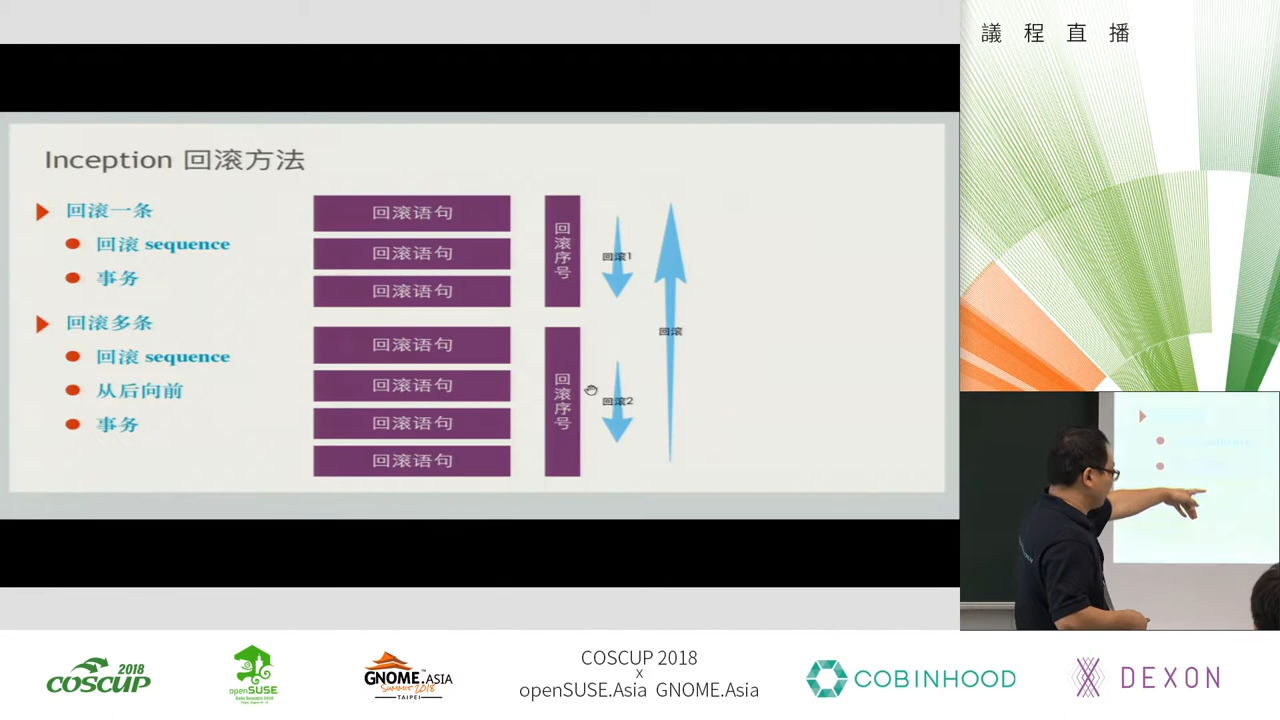 議程直播
Inception 回滚方法
回滚一条
回滚 sequence
事务
回滚多条
回滚 sequence
从后向前
事务
回滚语句
回滚语句
回滚语句
回滚语句
回滚语句
回滚语句
回滚语句
回滚序号
回滚序号
回滚1
回滚2
回滚
2018
COSCUP
openSUSE
GNOME.ASIA
SUMMIT 2018
TAIPEI
COSCUP 2018
x
openSUSE.Asia GNOME.Asia
COBINHOOD
DEXON